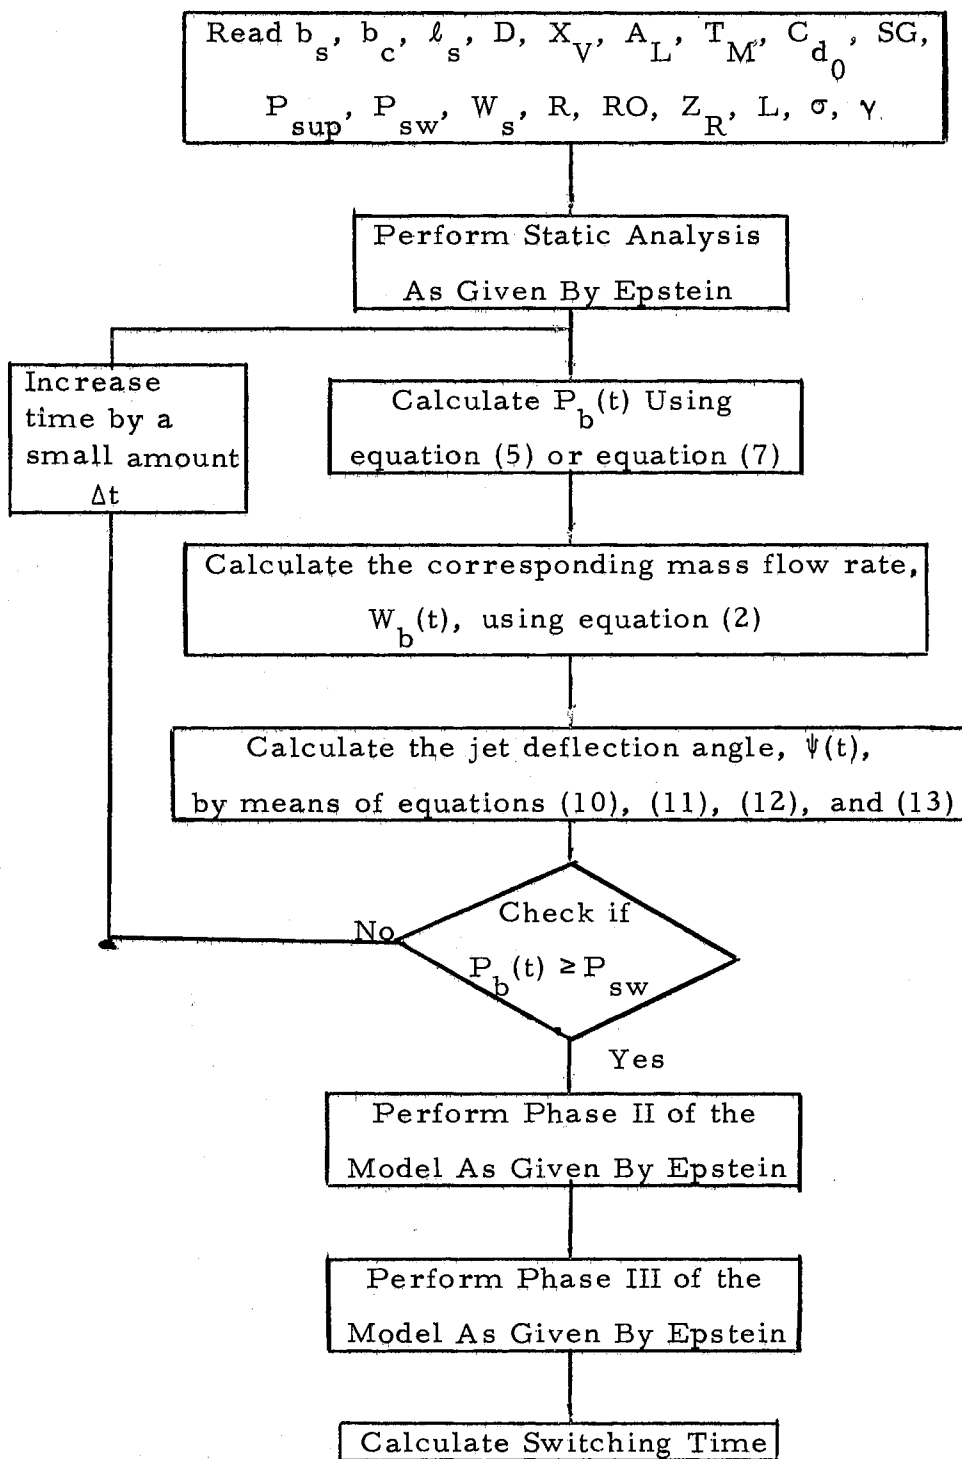 Read b_s, b_c, ℓ_s, D, X_V, A_L, T_M, C_d_0, SG,
P_sup, P_sw, W_s, R, RO, Z_R, L, σ, γ
Perform Static Analysis
As Given By Epstein
Increase
time by a
small amount
Δt
Calculate P_b(t) Using
equation (5) or equation (7)
Calculate the corresponding mass flow rate,
W_b(t), using equation (2)
Calculate the jet deflection angle, ψ(t),
by means of equations (10), (11), (12), and (13)
No
Check if
P_b(t) ≥ P_sw
Yes
Perform Phase II of the
Model As Given By Epstein
Perform Phase III of the
Model As Given By Epstein
Calculate Switching Time